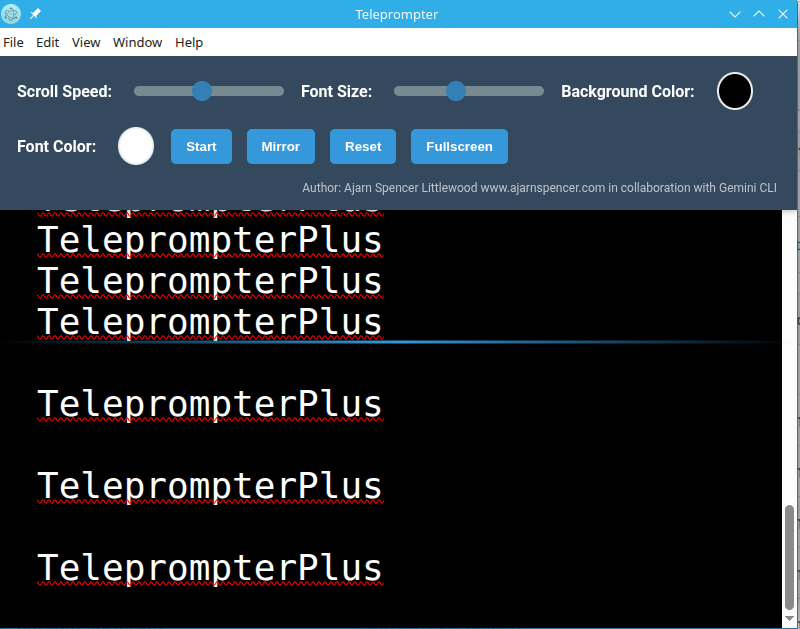 Teleprompter
File Edit View Window Help
Scroll Speed: Font Size: Background Color:
Font Color: Start Mirror Reset Fullscreen
Author: Ajarn Spencer Littlewood www.ajarnspencer.com in collaboration with Gemini CLI
TeleprompterPlus
TeleprompterPlus
TeleprompterPlus
TeleprompterPlus
TeleprompterPlus
TeleprompterPlus